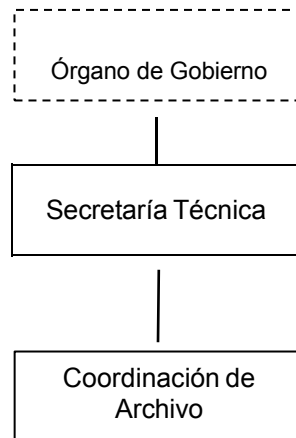 Órgano de Gobierno
Secretaría Técnica
Coordinación de
Archivo